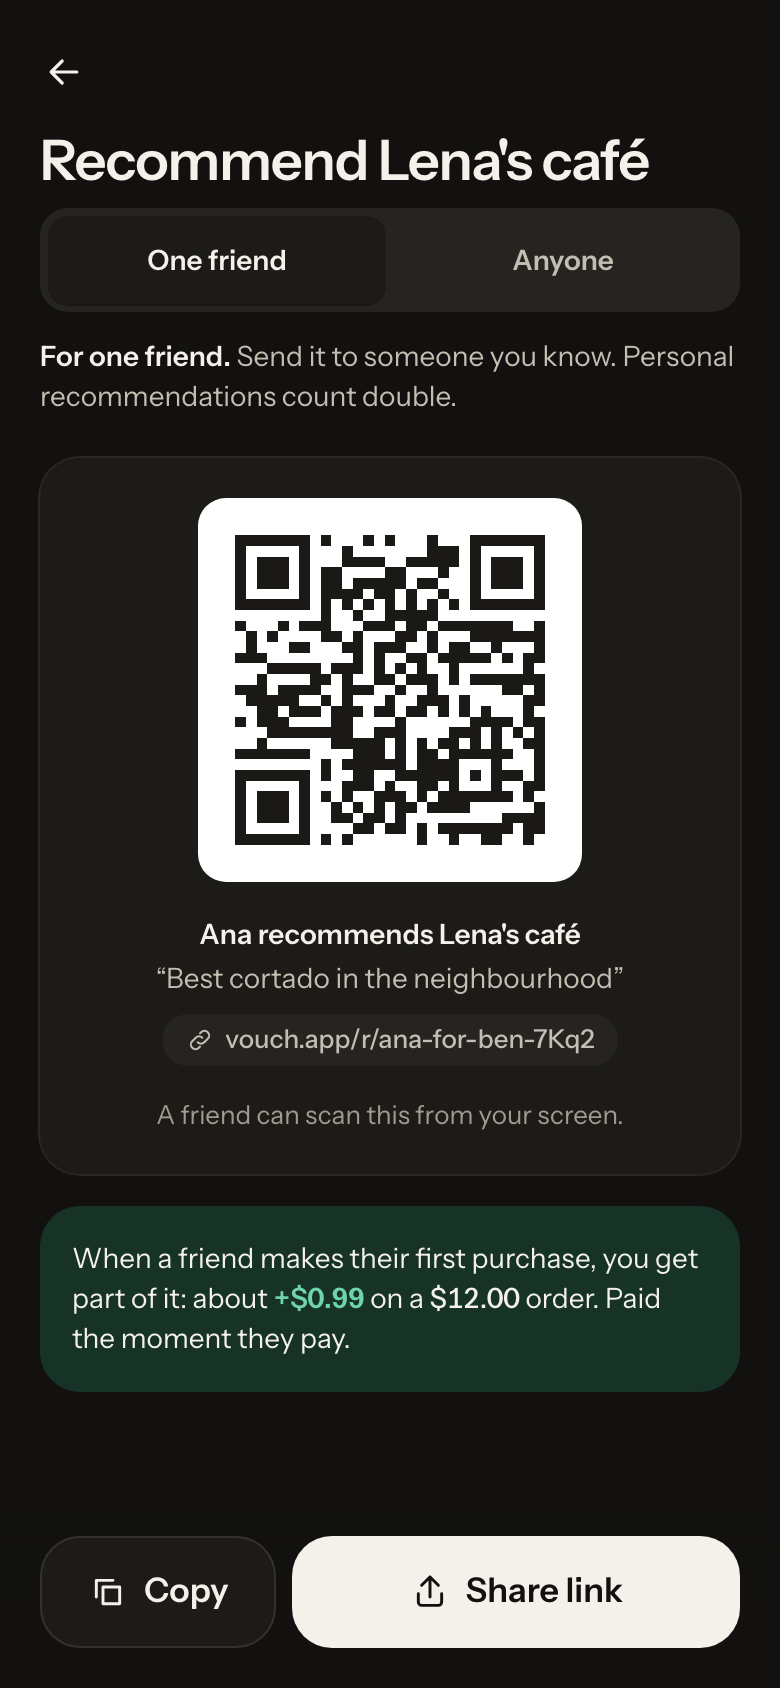 Recommend Lena's café
One friend
Anyone
For one friend. Send it to someone you know. Personal
recommendations count double.
Ana recommends Lena's café
“Best cortado in the neighbourhood”
vouch.app/r/ana-for-ben-7Kq2
A friend can scan this from your screen.
When a friend makes their first purchase, you get
part of it: about +$0.99 on a $12.00 order. Paid
the moment they pay.
Copy
Share link